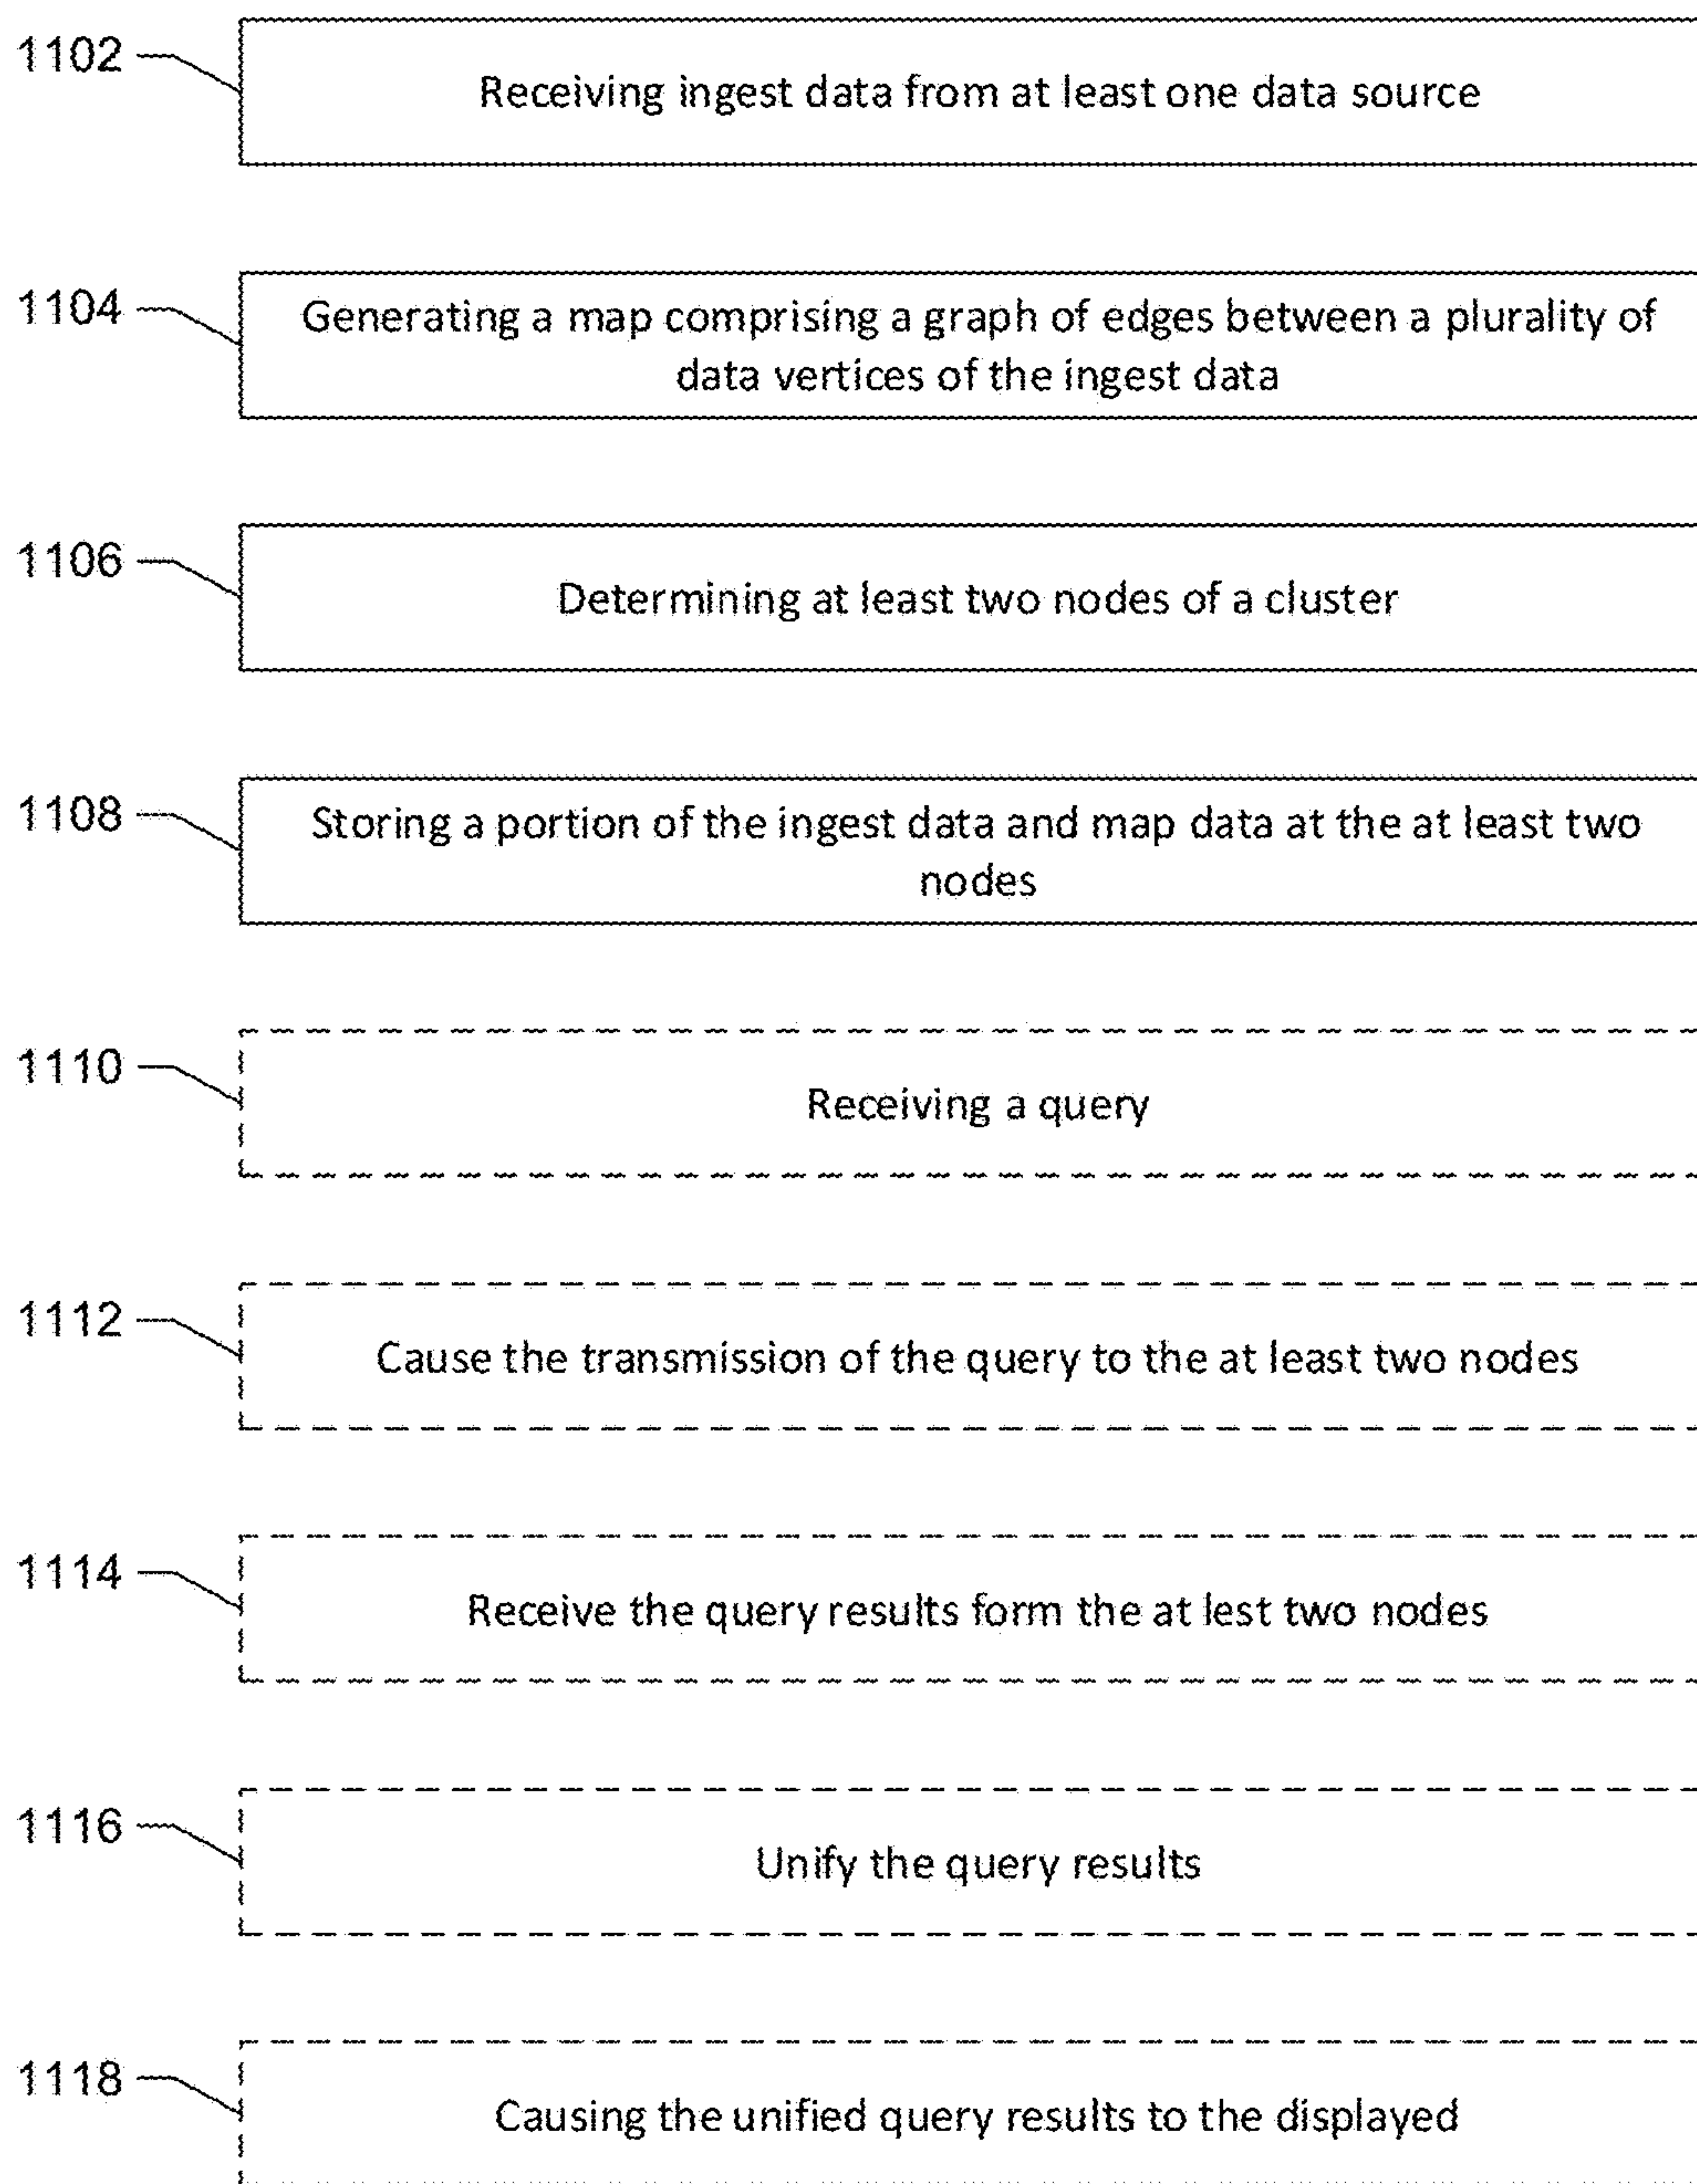 1102
Receiving ingest data from at least one data source
1104
Generating a map comprising a graph of edges between a plurality of
data vertices of the ingest data
1106
Determining at least two nodes of a cluster
1108
Storing a portion of the ingest data and map data at the at least two
nodes
1110
Receiving a query
1112
Cause the transmission of the query to the at least two nodes
1114
Receive the query results form the at lest two nodes
1116
Unify the query results
1118
Causing the unified query results to the displayed